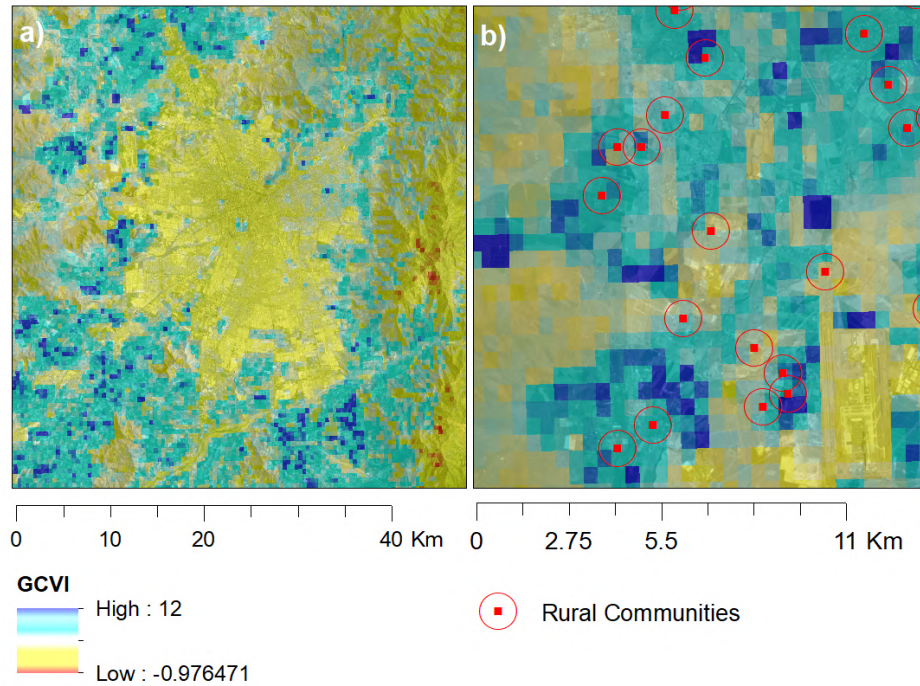 a)
b)
0 10 20 40 Km
0 2.75 5.5 11 Km
GCVI
High : 12
Low : -0.976471
Rural Communities